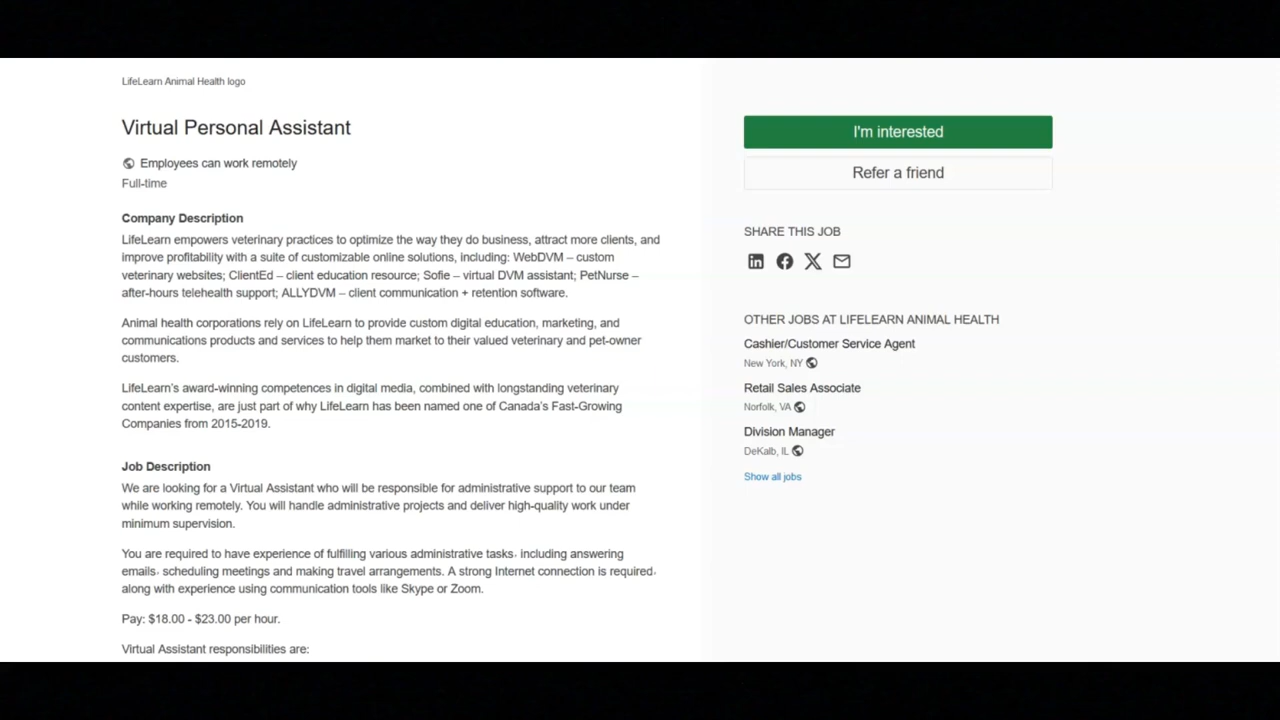 LifeLearn Animal Health logo
Virtual Personal Assistant
Employees can work remotely
Full-time
Company Description
LifeLearn empowers veterinary practices to optimize the way they do business, attract more clients, and
improve profitability with a suite of customizable online solutions, including: WebDVM – custom
veterinary websites; ClientEd – client education resource; Sofie – virtual DVM assistant; PetNurse –
after-hours telehealth support; ALLYDVM – client communication + retention software.
Animal health corporations rely on LifeLearn to provide custom digital education, marketing, and
communications products and services to help them market to their valued veterinary and pet-owner
customers.
LifeLearn’s award-winning competences in digital media, combined with longstanding veterinary
content expertise, are just part of why LifeLearn has been named one of Canada’s Fast-Growing
Companies from 2015-2019.
Job Description
We are looking for a Virtual Assistant who will be responsible for administrative support to our team
while working remotely. You will handle administrative projects and deliver high-quality work under
minimum supervision.
You are required to have experience of fulfilling various administrative tasks, including answering
emails, scheduling meetings and making travel arrangements. A strong Internet connection is required,
along with experience using communication tools like Skype or Zoom.
Pay: $18.00 - $23.00 per hour.
Virtual Assistant responsibilities are:
I'm interested
Refer a friend
SHARE THIS JOB
OTHER JOBS AT LIFELEARN ANIMAL HEALTH
Cashier/Customer Service Agent
New York, NY
Retail Sales Associate
Norfolk, VA
Division Manager
DeKalb, IL
Show all jobs